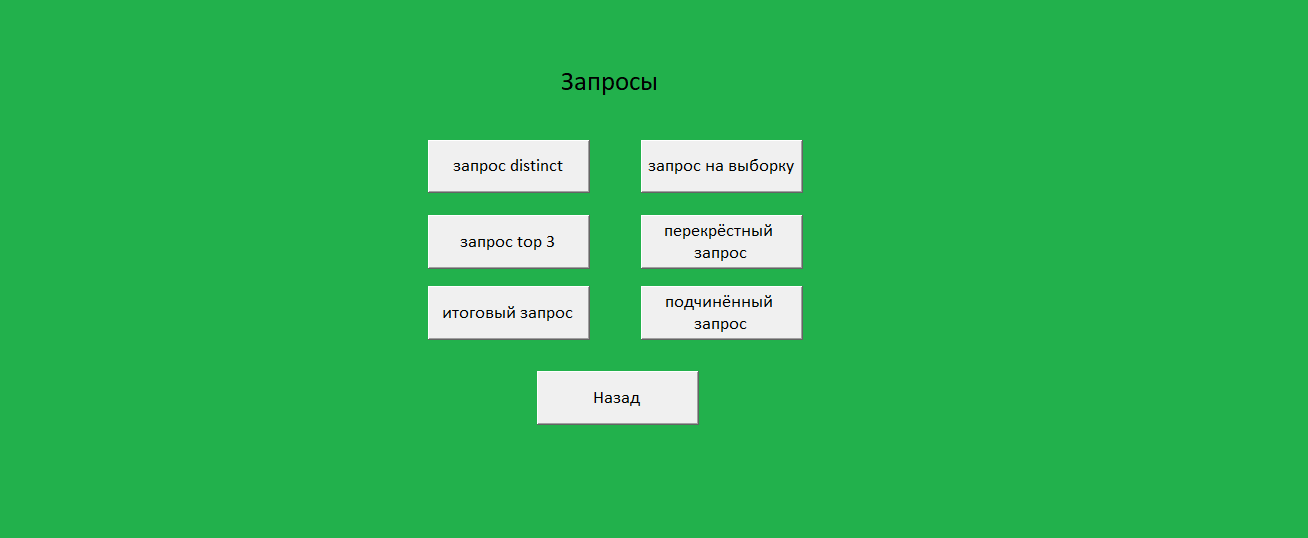 Запросы
запрос distinct
запрос на выборку
запрос top 3
перекрёстный
запрос
итоговый запрос
подчинённый
запрос
Назад